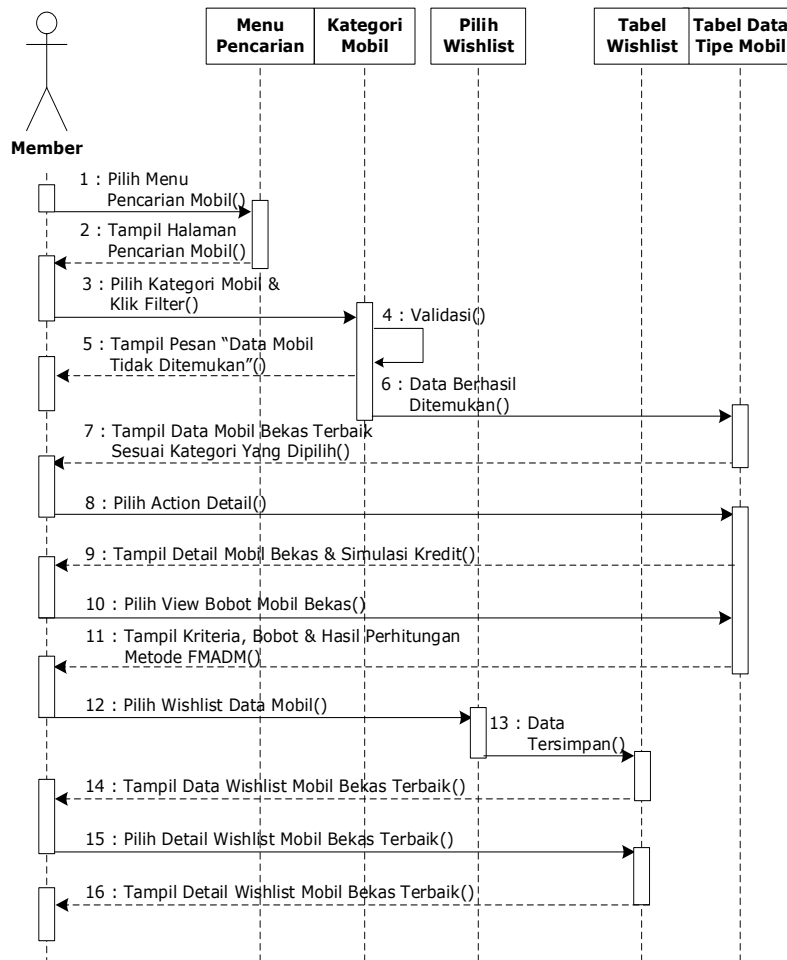 Menu
Pencarian
Kategori
Mobil
Pilih
Wishlist
Tabel
Wishlist
Tabel Data
Tipe Mobil
Member
1 : Pilih Menu
Pencarian Mobil()
2 : Tampil Halaman
Pencarian Mobil()
3 : Pilih Kategori Mobil &
Klik Filter()
4 : Validasi()
5 : Tampil Pesan “Data Mobil
Tidak Ditemukan”()
6 : Data Berhasil
Ditemukan()
7 : Tampil Data Mobil Bekas Terbaik
Sesuai Kategori Yang Dipilih()
8 : Pilih Action Detail()
9 : Tampil Detail Mobil Bekas & Simulasi Kredit()
10 : Pilih View Bobot Mobil Bekas()
11 : Tampil Kriteria, Bobot & Hasil Perhitungan
Metode FMADM()
12 : Pilih Wishlist Data Mobil()
13 : Data
Tersimpan()
14 : Tampil Data Wishlist Mobil Bekas Terbaik()
15 : Pilih Detail Wishlist Mobil Bekas Terbaik()
16 : Tampil Detail Wishlist Mobil Bekas Terbaik()